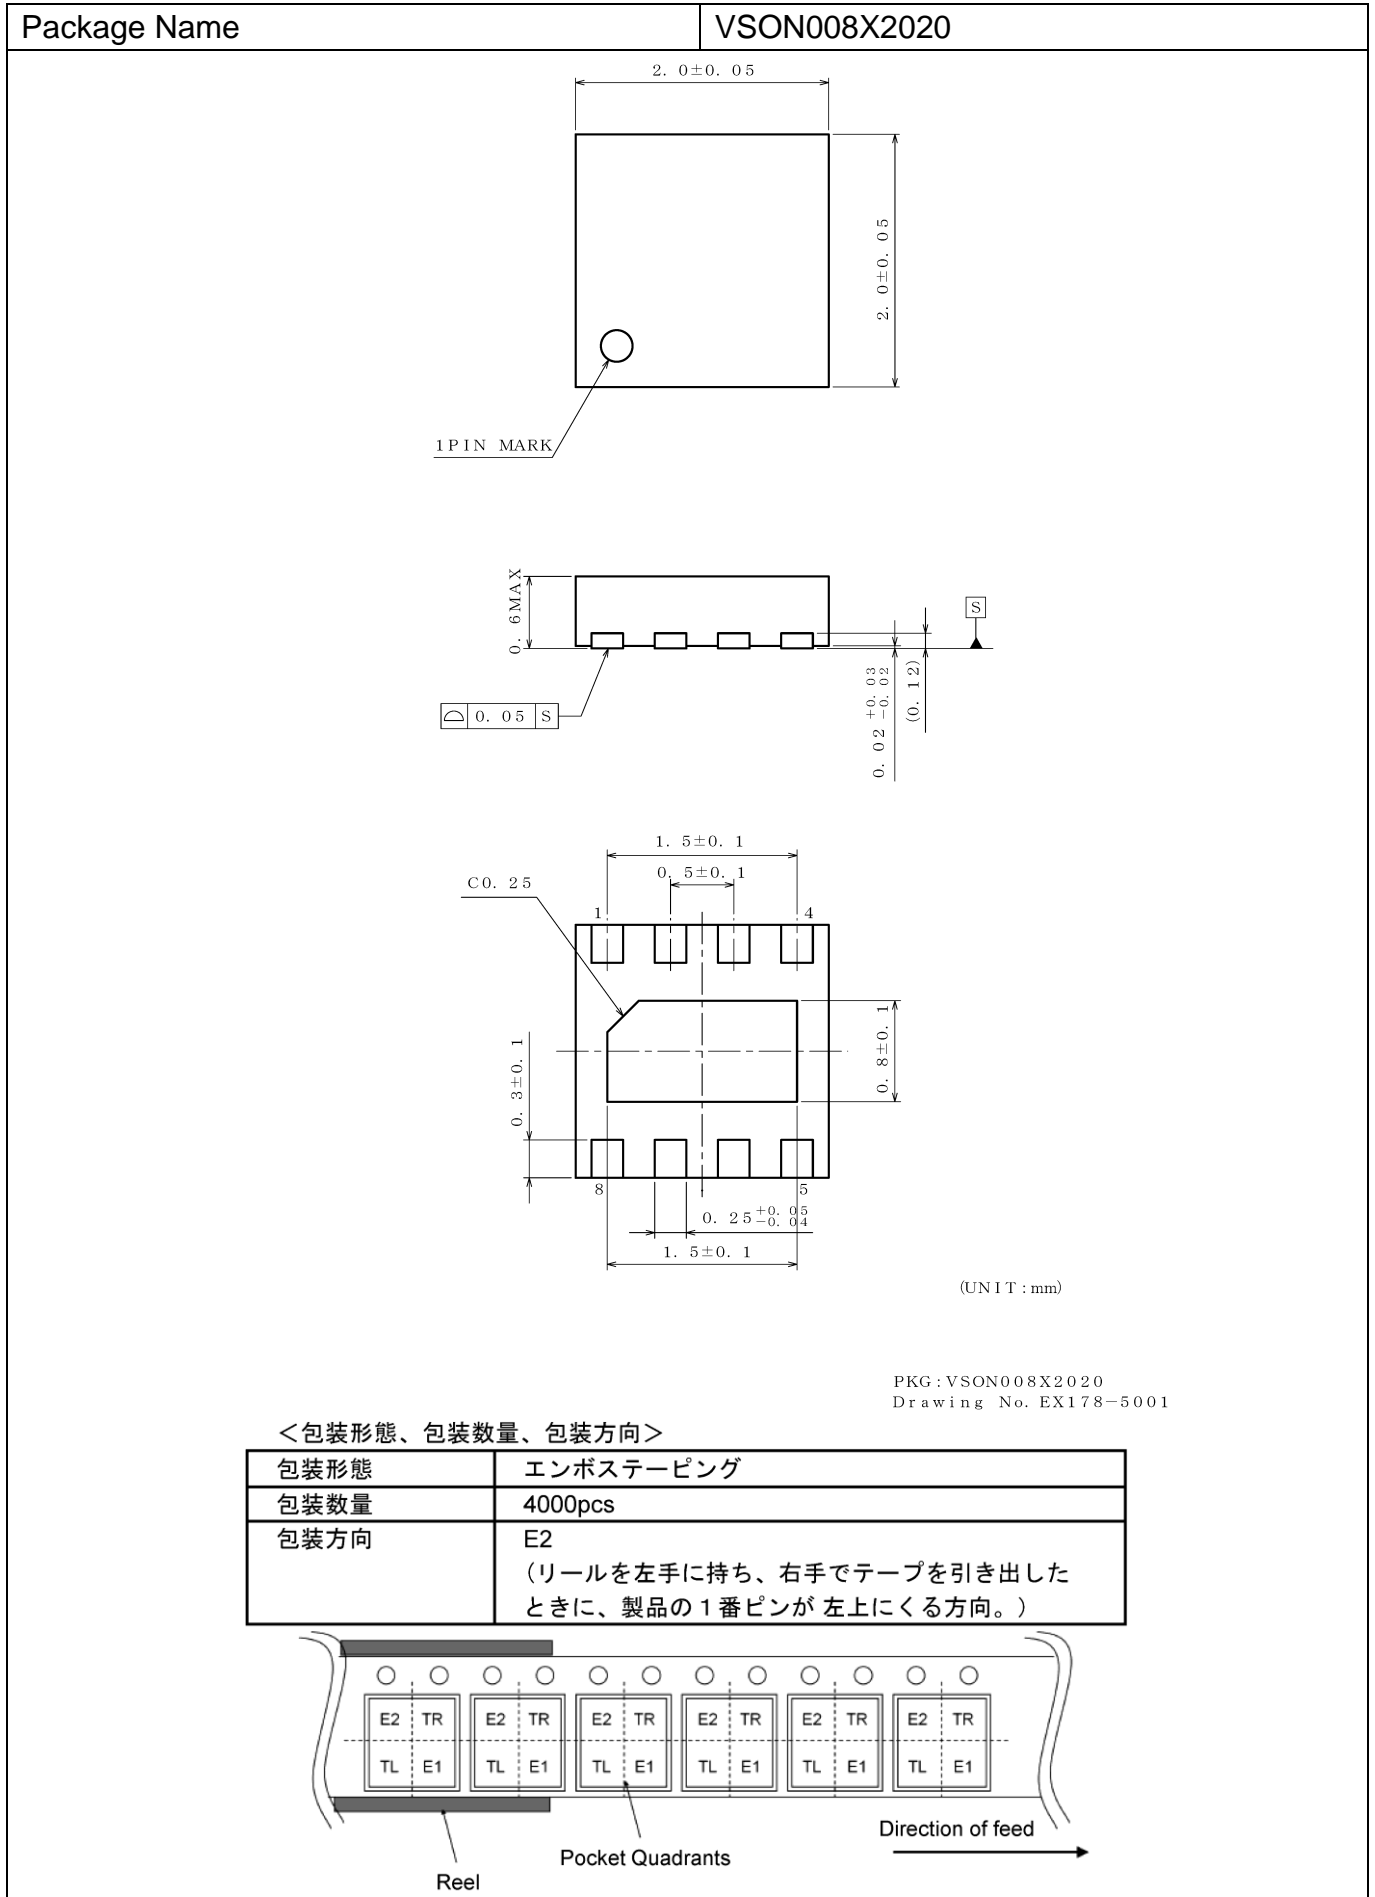 Package Name
VSON008X2020
2. 0±0. 05
2. 0±0. 05
1PIN MARK
0. 6MAX
S
0. 05 S
0. 02 +0. 03 -0. 02
(0. 12)
1. 5±0. 1
0. 5±0. 1
C0. 25
1
4
0. 8±0. 1
0. 3±0. 1
8
5
0. 25 +0. 05 -0. 04
1. 5±0. 1
(UNIT:mm)
PKG:VSON008X2020
Drawing No. EX178-5001
＜包装形態、包装数量、包装方向＞
包装形態
エンボステーピング
包装数量
4000pcs
包装方向
E2
（リールを左手に持ち、右手でテープを引き出した
ときに、製品の１番ピンが 左上にくる方向。）
E2 TR E2 TR E2 TR E2 TR E2 TR E2 TR
TL E1 TL E1 TL E1 TL E1 TL E1 TL E1
Direction of feed
Pocket Quadrants
Reel